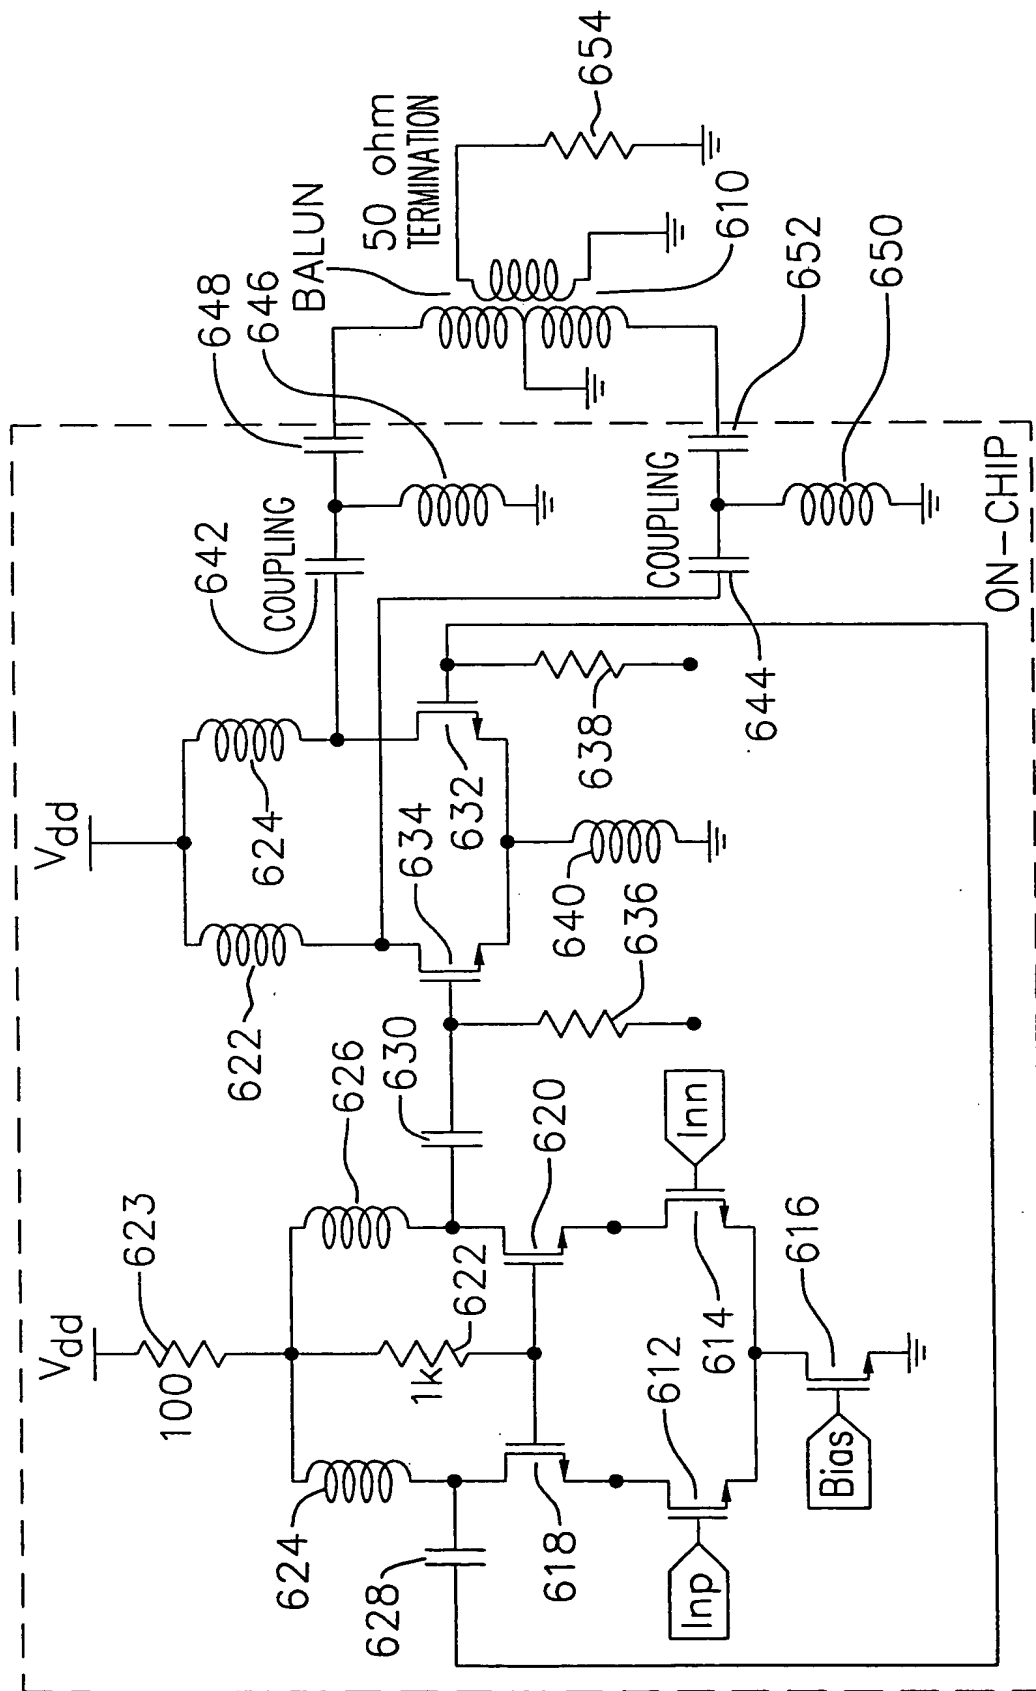 Vdd
623
100
624
626
628
630
1k
622
620
618
612
614
616
Inp
Inn
Bias
Vdd
622
624
634
632
640
636
638
642
COUPLING
648
646
COUPLING
644
652
650
BALUN
50 ohm
TERMINATION
654
610
ON-CHIP